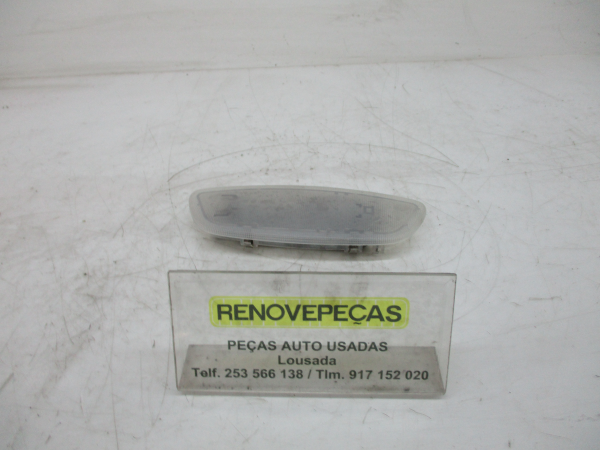 RENOVEPEÇAS
PEÇAS AUTO USADAS
Lousada
Telf. 253 566 138 / Tlm. 917 152 020